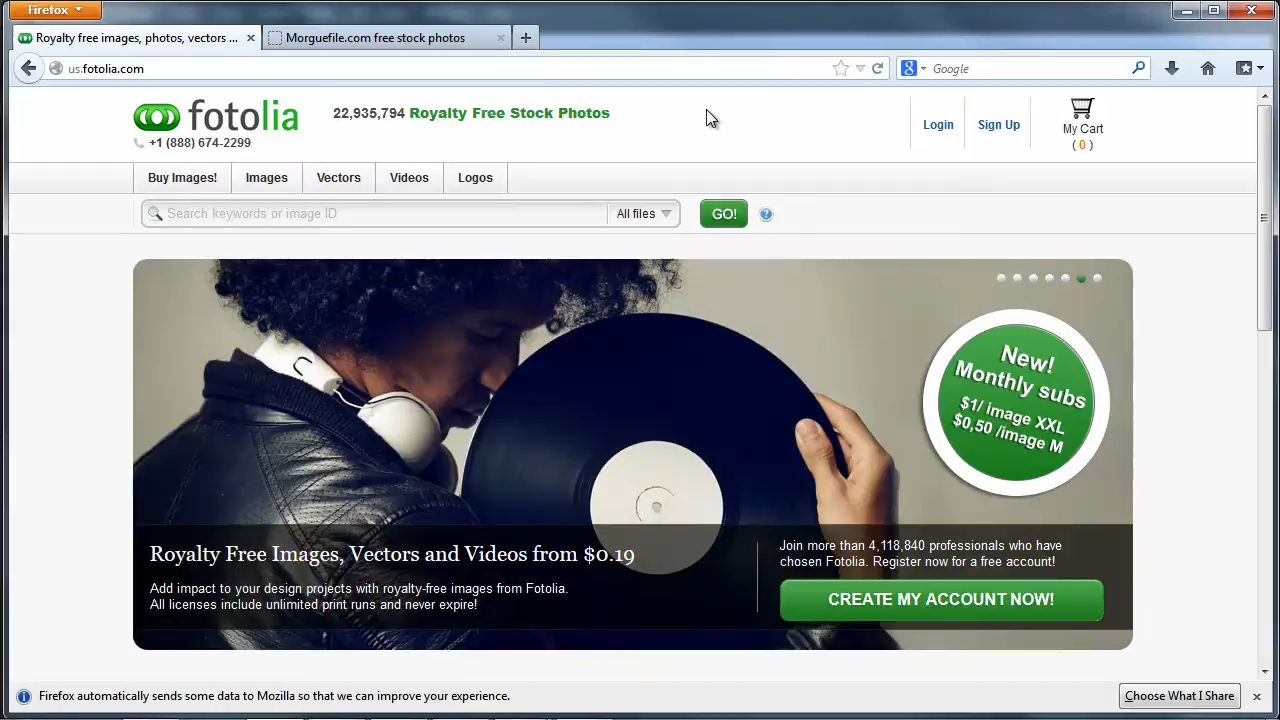 Firefox
Royalty free images, photos, vectors ...
Morguefile.com free stock photos
us.fotolia.com
Google
fotolia
22,935,794 Royalty Free Stock Photos
+1 (888) 674-2299
Login
Sign Up
My Cart
( 0 )
Buy Images!
Images
Vectors
Videos
Logos
Search keywords or image ID
All files
GO!
New!
Monthly subs
$1/ image XXL
$0,50 /image M
Royalty Free Images, Vectors and Videos from $0.19
Add impact to your design projects with royalty-free images from Fotolia.
All licenses include unlimited print runs and never expire!
Join more than 4,118,840 professionals who have
chosen Fotolia. Register now for a free account!
CREATE MY ACCOUNT NOW!
Firefox automatically sends some data to Mozilla so that we can improve your experience.
Choose What I Share